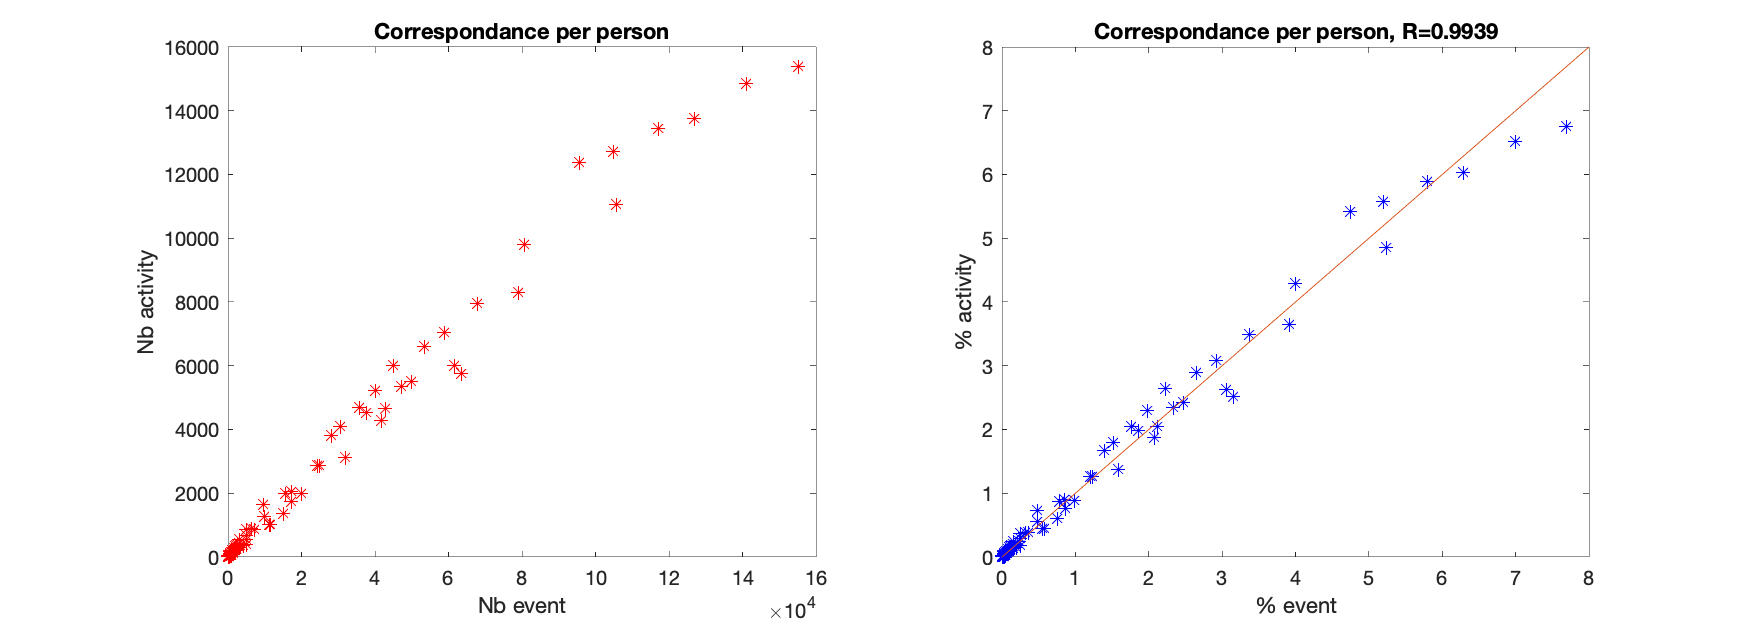 Correspondance per person
16000
14000
12000
10000
8000
6000
4000
2000
0
Nb activity
0 2 4 6 8 10 12 14 16
Nb event
×10^4
Correspondance per person, R=0.9939
8
7
6
5
4
3
2
1
0
% activity
0 1 2 3 4 5 6 7 8
% event